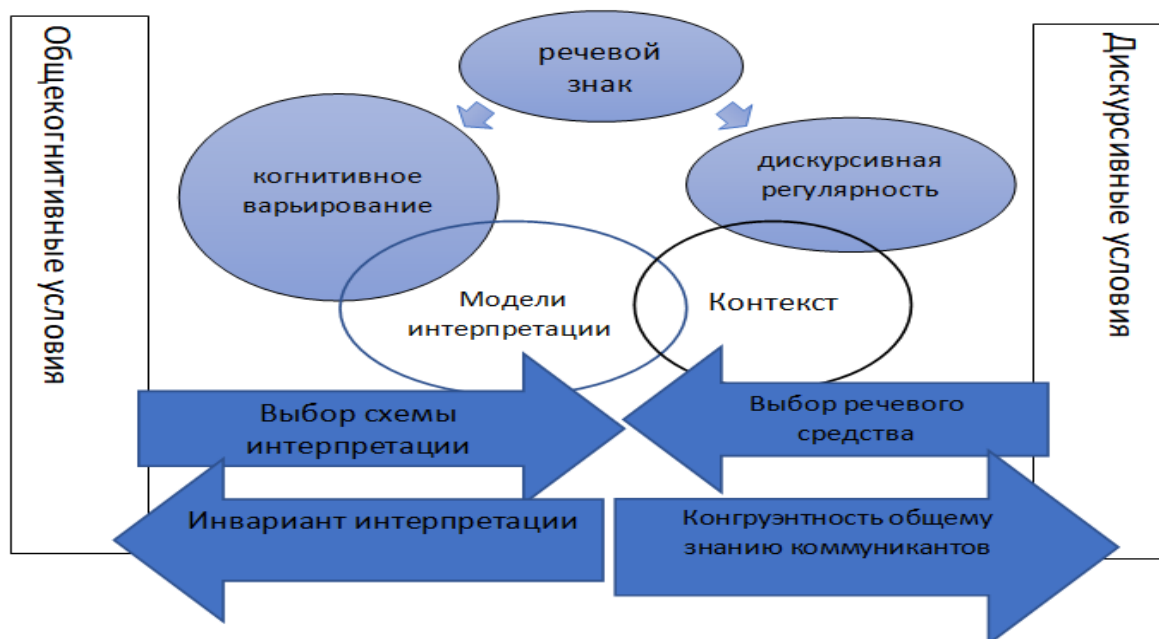 Общекогнитивные условия
речевой
знак
когнитивное
варьирование
дискурсивная
регулярность
Модели
интерпретации
Контекст
Выбор схемы
интерпретации
Выбор речевого
средства
Инвариант интерпретации
Конгруэнтность общему
знанию коммуникантов
Дискурсивные условия